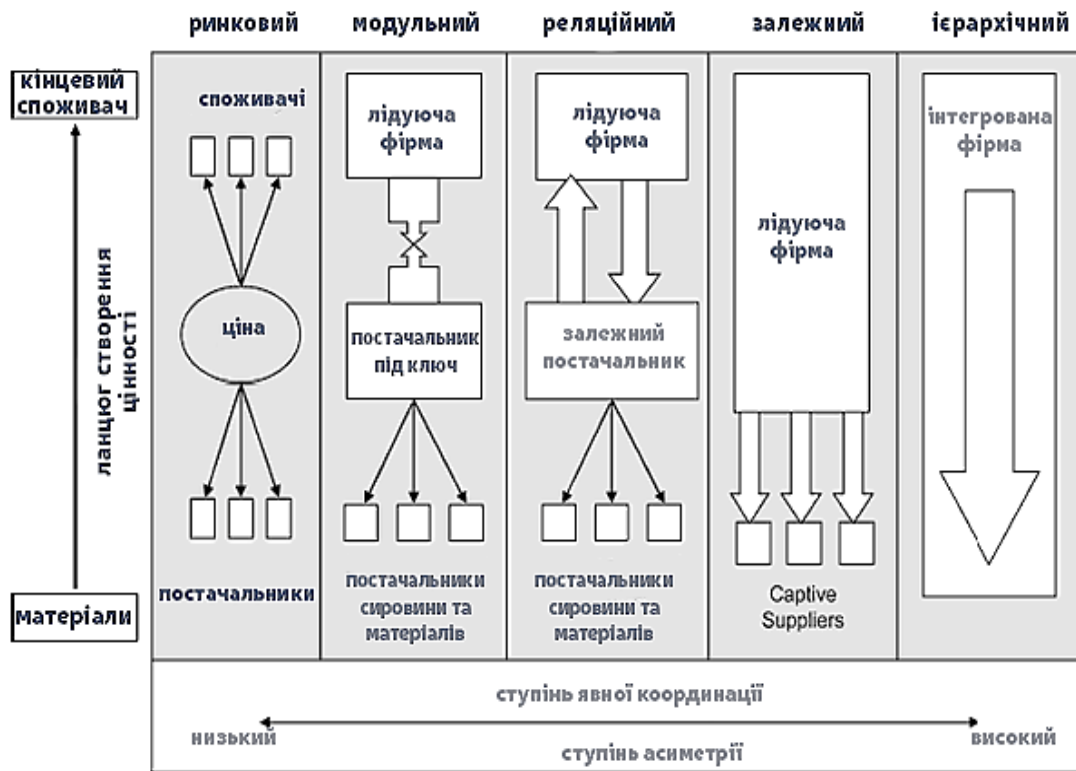 ринковий
модульний
реляційний
залежний
ієрархічний
кінцевий
споживач
ланцюг створення
цінності
матеріали
споживачі
ціна
постачальники
лідуюча
фірма
постачальник
під ключ
постачальники
сировини та
матеріалів
лідуюча
фірма
залежний
постачальник
постачальники
сировини та
матеріалів
лідуюча
фірма
Captive
Suppliers
інтегрована
фірма
ступінь явної координації
низький
високий
ступінь асиметрії